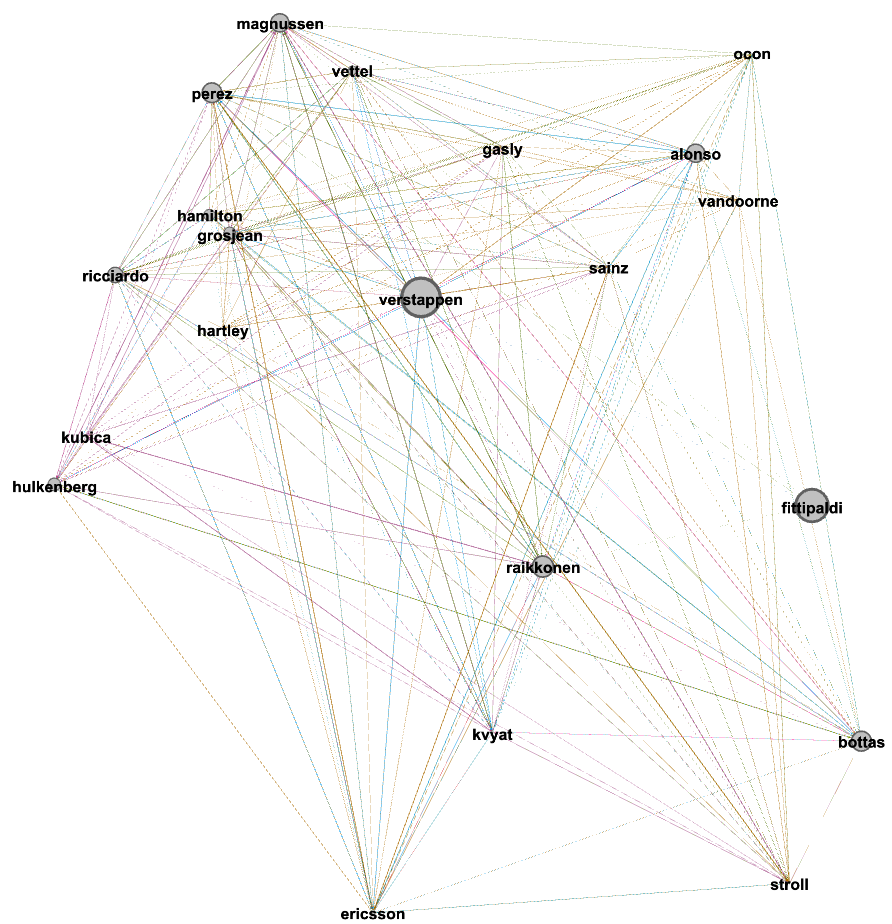 magnussen
ocon
vettel
perez
gasly
alonso
vandoorne
hamilton
grosjean
sainz
ricciardo
verstappen
hartley
kubica
hulkenberg
fittipaldi
raikkonen
kvyat
bottas
stroll
ericsson